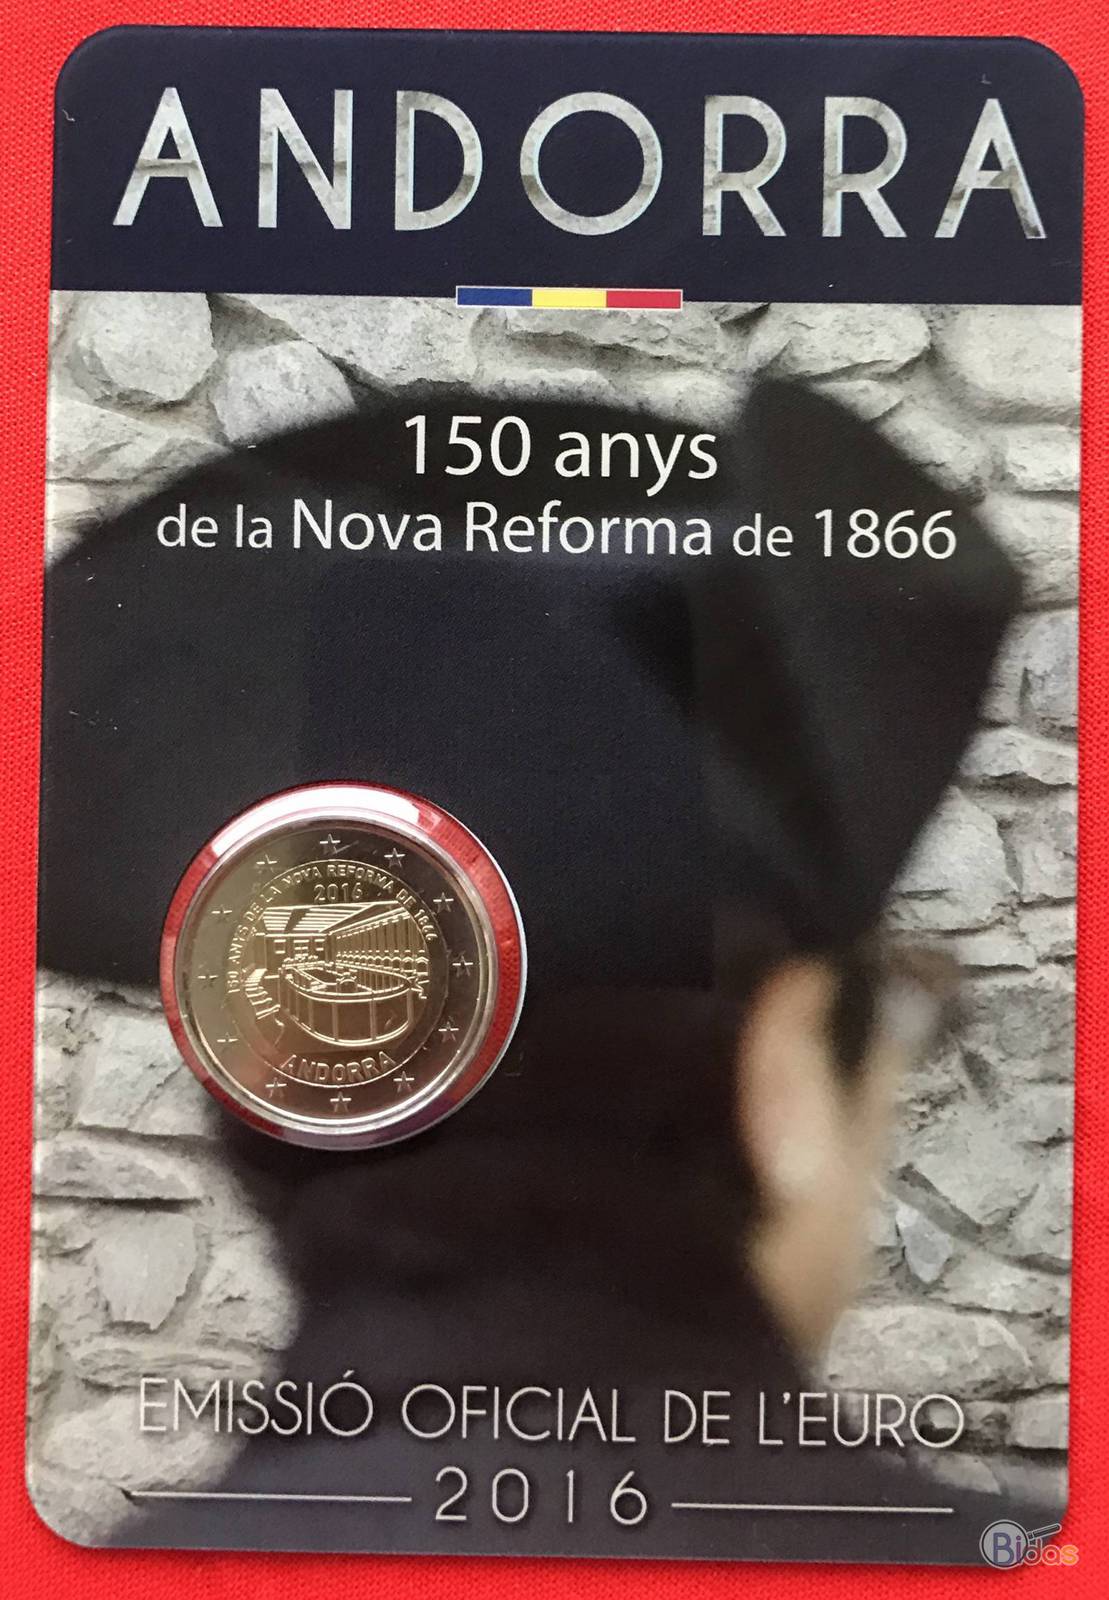 ANDORRA
150 anys
de la Nova Reforma de 1866
150 ANYS DE LA NOVA REFORMA DE 1866
2016
ANDORRA
EMISSIÓ OFICIAL DE L'EURO
2016
Bidas